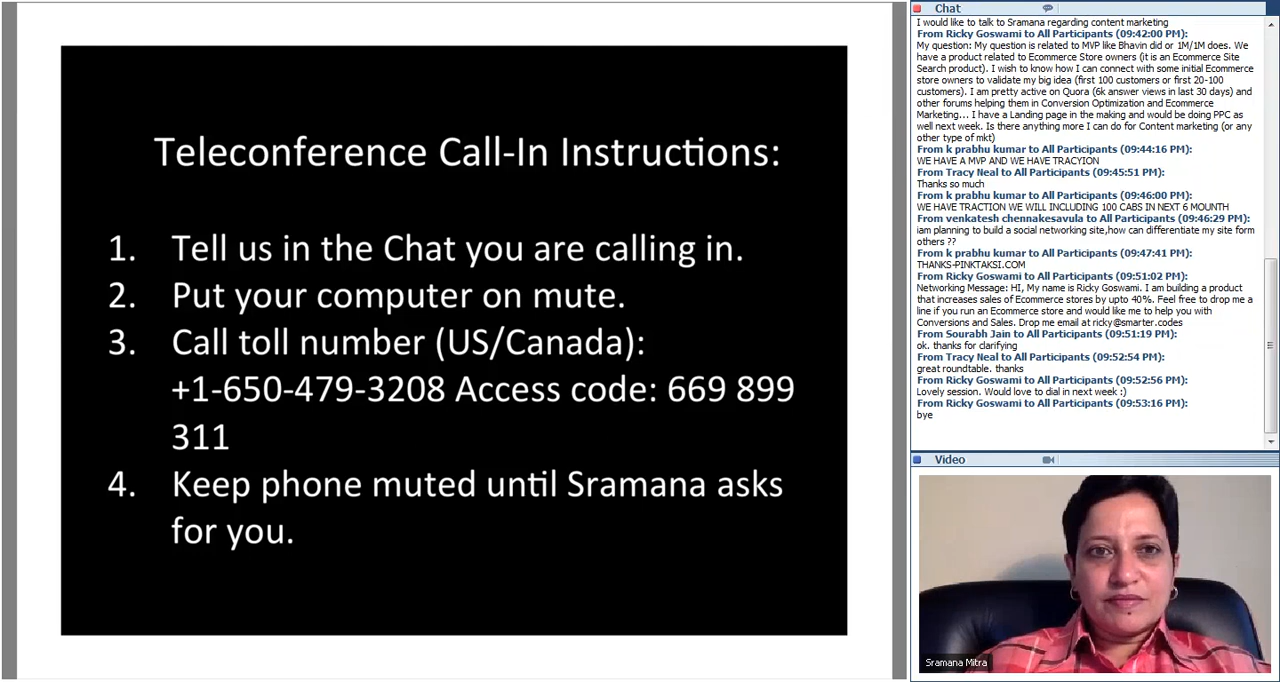 Teleconference Call-In Instructions:
1. Tell us in the Chat you are calling in.
2. Put your computer on mute.
3. Call toll number (US/Canada):
+1-650-479-3208 Access code: 669 899
311
4. Keep phone muted until Sramana asks
for you.
Chat
I would like to talk to Sramana regarding content marketing
From Ricky Goswami to All Participants (09:42:00 PM):
My question: My question is related to MVP like Bhavin did or 1M/1M does. We
have a product related to Ecommerce Store owners (it is an Ecommerce Site
Search product). I wish to know how I can connect with some initial Ecommerce
store owners to validate my big idea (first 100 customers or first 20-100
customers). I am pretty active on Quora (6k answer views in last 30 days) and
other forums helping them in Conversion Optimization and Ecommerce
Marketing... I have a Landing page in the making and would be doing PPC as
well next week. Is there anything more I can do for Content marketing (or any
other type of mkt)
From k prabhu kumar to All Participants (09:44:16 PM):
WE HAVE A MVP AND WE HAVE TRACYION
From Tracy Neal to All Participants (09:45:51 PM):
Thanks so much
From k prabhu kumar to All Participants (09:46:00 PM):
WE HAVE TRACTION WE WILL INCLUDING 100 CABS IN NEXT 6 MOUNTH
From venkatesh chennakesavula to All Participants (09:46:29 PM):
iam planning to build a social networking site,how can differentiate my site form
others ??
From k prabhu kumar to All Participants (09:47:41 PM):
THANKS-PINKTAKSI.COM
From Ricky Goswami to All Participants (09:51:02 PM):
Networking Message: HI, My name is Ricky Goswami. I am building a product
that increases sales of Ecommerce stores by upto 40%. Feel free to drop me a
line if you run an Ecommerce store and would like me to help you with
Conversions and Sales. Drop me email at ricky@smarter.codes
From Sourabh Jain to All Participants (09:51:19 PM):
ok. thanks for clarifying
From Tracy Neal to All Participants (09:52:54 PM):
great roundtable. thanks
From Ricky Goswami to All Participants (09:52:56 PM):
Lovely session. Would love to dial in next week :)
From Ricky Goswami to All Participants (09:53:16 PM):
bye
Video
Sramana Mitra